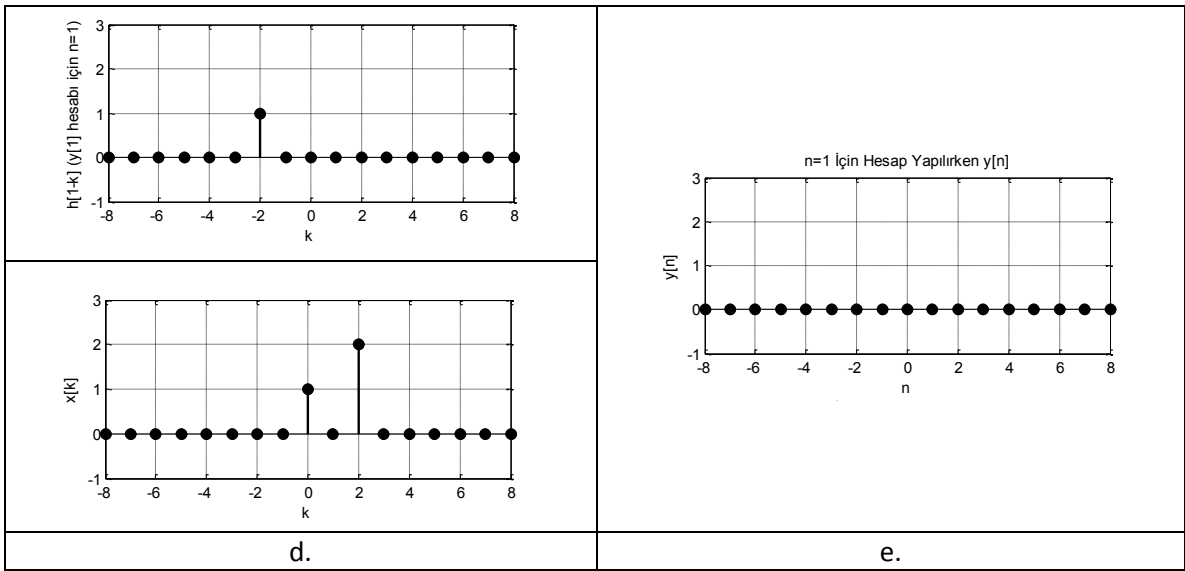 h[1-k] (y[1] hesabı için n=1)
3
2
1
0
-1
-8 -6 -4 -2 0 2 4 6 8
k
x[k]
3
2
1
0
-1
-8 -6 -4 -2 0 2 4 6 8
k
n=1 İçin Hesap Yapılırken y[n]
y[n]
3
2
1
0
-1
-8 -6 -4 -2 0 2 4 6 8
n
d.
e.